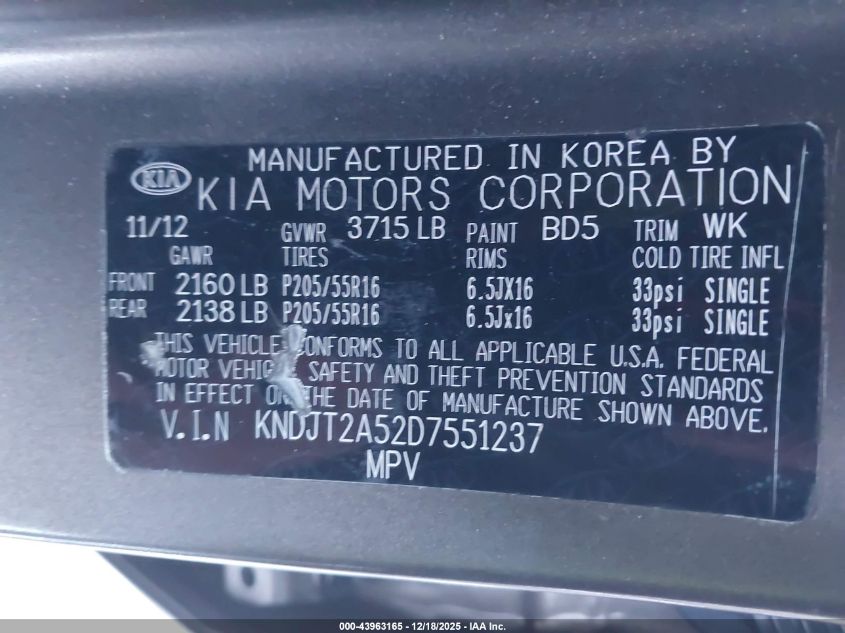 MANUFACTURED IN KOREA BY
KIA KIA MOTORS CORPORATION
11/12 GVWR 3715 LB PAINT BD5 TRIM WK
GAWR TIRES RIMS COLD TIRE INFL
FRONT 2160 LB P205/55R16 6.5JX16 33psi SINGLE
REAR 2138 LB P205/55R16 6.5Jx16 33psi SINGLE
THIS VEHICLE CONFORMS TO ALL APPLICABLE U.S.A. FEDERAL
MOTOR VEHICLE SAFETY AND THEFT PREVENTION STANDARDS
IN EFFECT ON THE DATE OF MANUFACTURE SHOWN ABOVE.
V.I.N KNDJT2A52D7551237
MPV
000-43963165 - 12/18/2025 - IAA Inc.